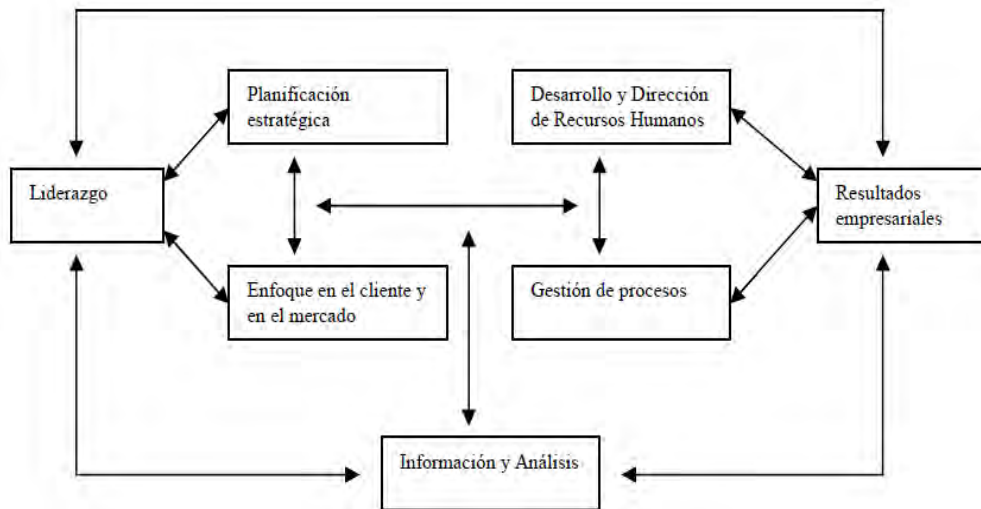 Planificación
estratégica
Desarrollo y Dirección
de Recursos Humanos
Liderazgo
Resultados
empresariales
Enfoque en el cliente y
en el mercado
Gestión de procesos
Información y Análisis